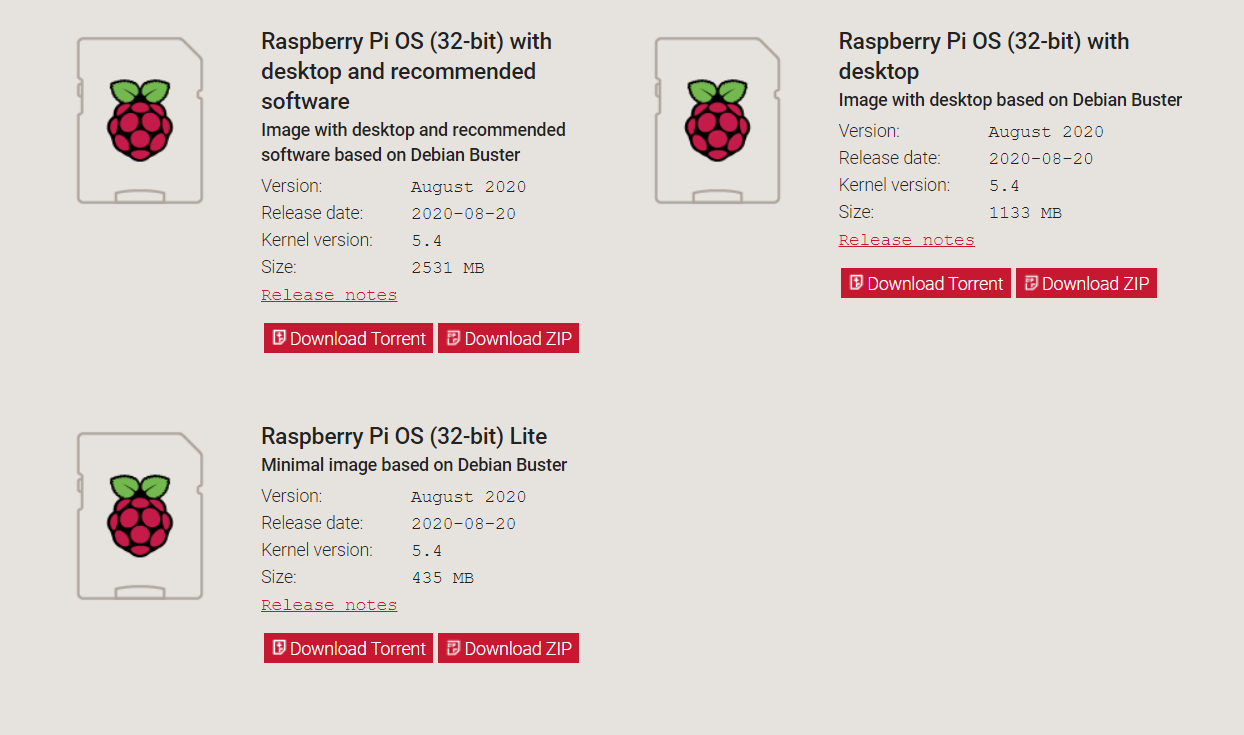 Raspberry Pi OS (32-bit) with
desktop and recommended
software
Image with desktop and recommended
software based on Debian Buster
Version: August 2020
Release date: 2020-08-20
Kernel version: 5.4
Size: 2531 MB
Release notes
Download Torrent Download ZIP
Raspberry Pi OS (32-bit) with
desktop
Image with desktop based on Debian Buster
Version: August 2020
Release date: 2020-08-20
Kernel version: 5.4
Size: 1133 MB
Release notes
Download Torrent Download ZIP
Raspberry Pi OS (32-bit) Lite
Minimal image based on Debian Buster
Version: August 2020
Release date: 2020-08-20
Kernel version: 5.4
Size: 435 MB
Release notes
Download Torrent Download ZIP